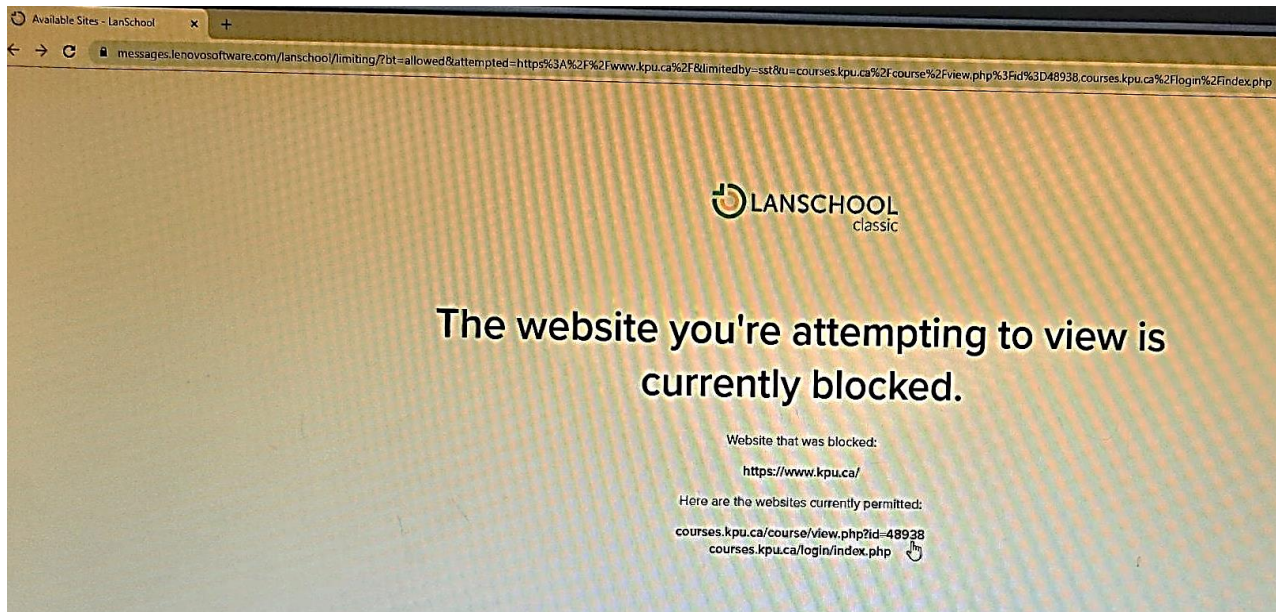 Available Sites - LanSchool
messages.lenovosoftware.com/lanschool/limiting/?bt=allowed&attempted=https%3A%2F%2Fwww.kpu.ca%2F&limitedby=sst&u=courses.kpu.ca%2Fcourse%2Fview.php%3Fid%3D48938,courses.kpu.ca%2Flogin%2Findex.php
LANSCHOOL
classic
The website you're attempting to view is
currently blocked.
Website that was blocked:
https://www.kpu.ca/
Here are the websites currently permitted:
courses.kpu.ca/course/view.php?id=48938
courses.kpu.ca/login/index.php